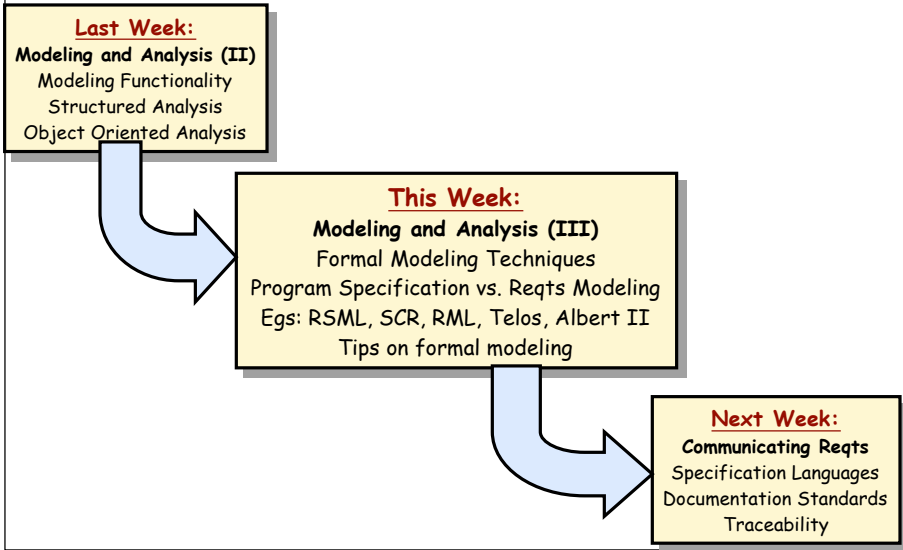 Last Week:
Modeling and Analysis (II)
Modeling Functionality
Structured Analysis
Object Oriented Analysis
This Week:
Modeling and Analysis (III)
Formal Modeling Techniques
Program Specification vs. Reqts Modeling
Egs: RSML, SCR, RML, Telos, Albert II
Tips on formal modeling
Next Week:
Communicating Reqts
Specification Languages
Documentation Standards
Traceability